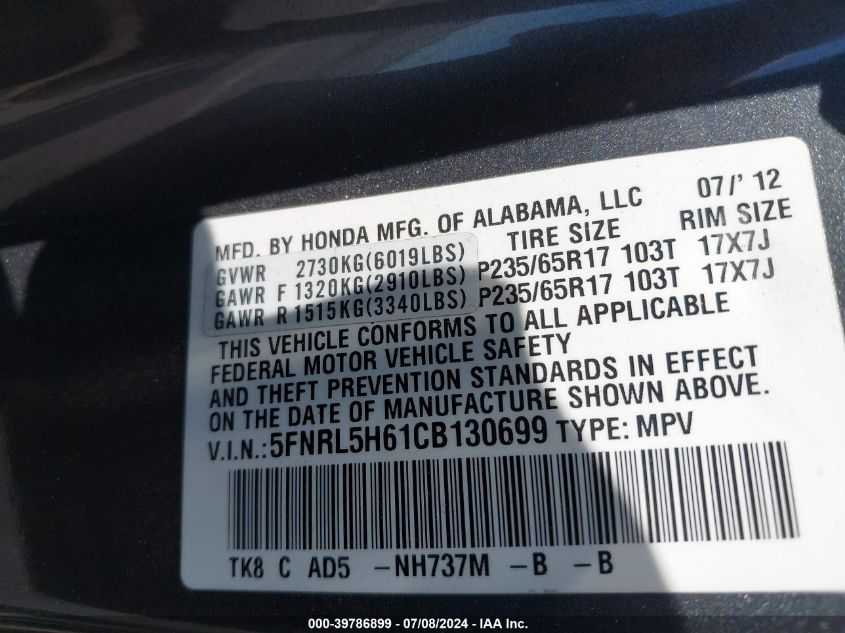 MFD. BY HONDA MFG. OF ALABAMA, LLC 07/' 12
GVWR 2730KG(6019LBS) TIRE SIZE RIM SIZE
GAWR F 1320KG(2910LBS) P235/65R17 103T 17X7J
GAWR R 1515KG(3340LBS) P235/65R17 103T 17X7J
THIS VEHICLE CONFORMS TO ALL APPLICABLE
FEDERAL MOTOR VEHICLE SAFETY
AND THEFT PREVENTION STANDARDS IN EFFECT
ON THE DATE OF MANUFACTURE SHOWN ABOVE.
V.I.N.: 5FNRL5H61CB130699 TYPE: MPV
TK8 C AD5 -NH737M -B -B
000-39786899 - 07/08/2024 - IAA Inc.